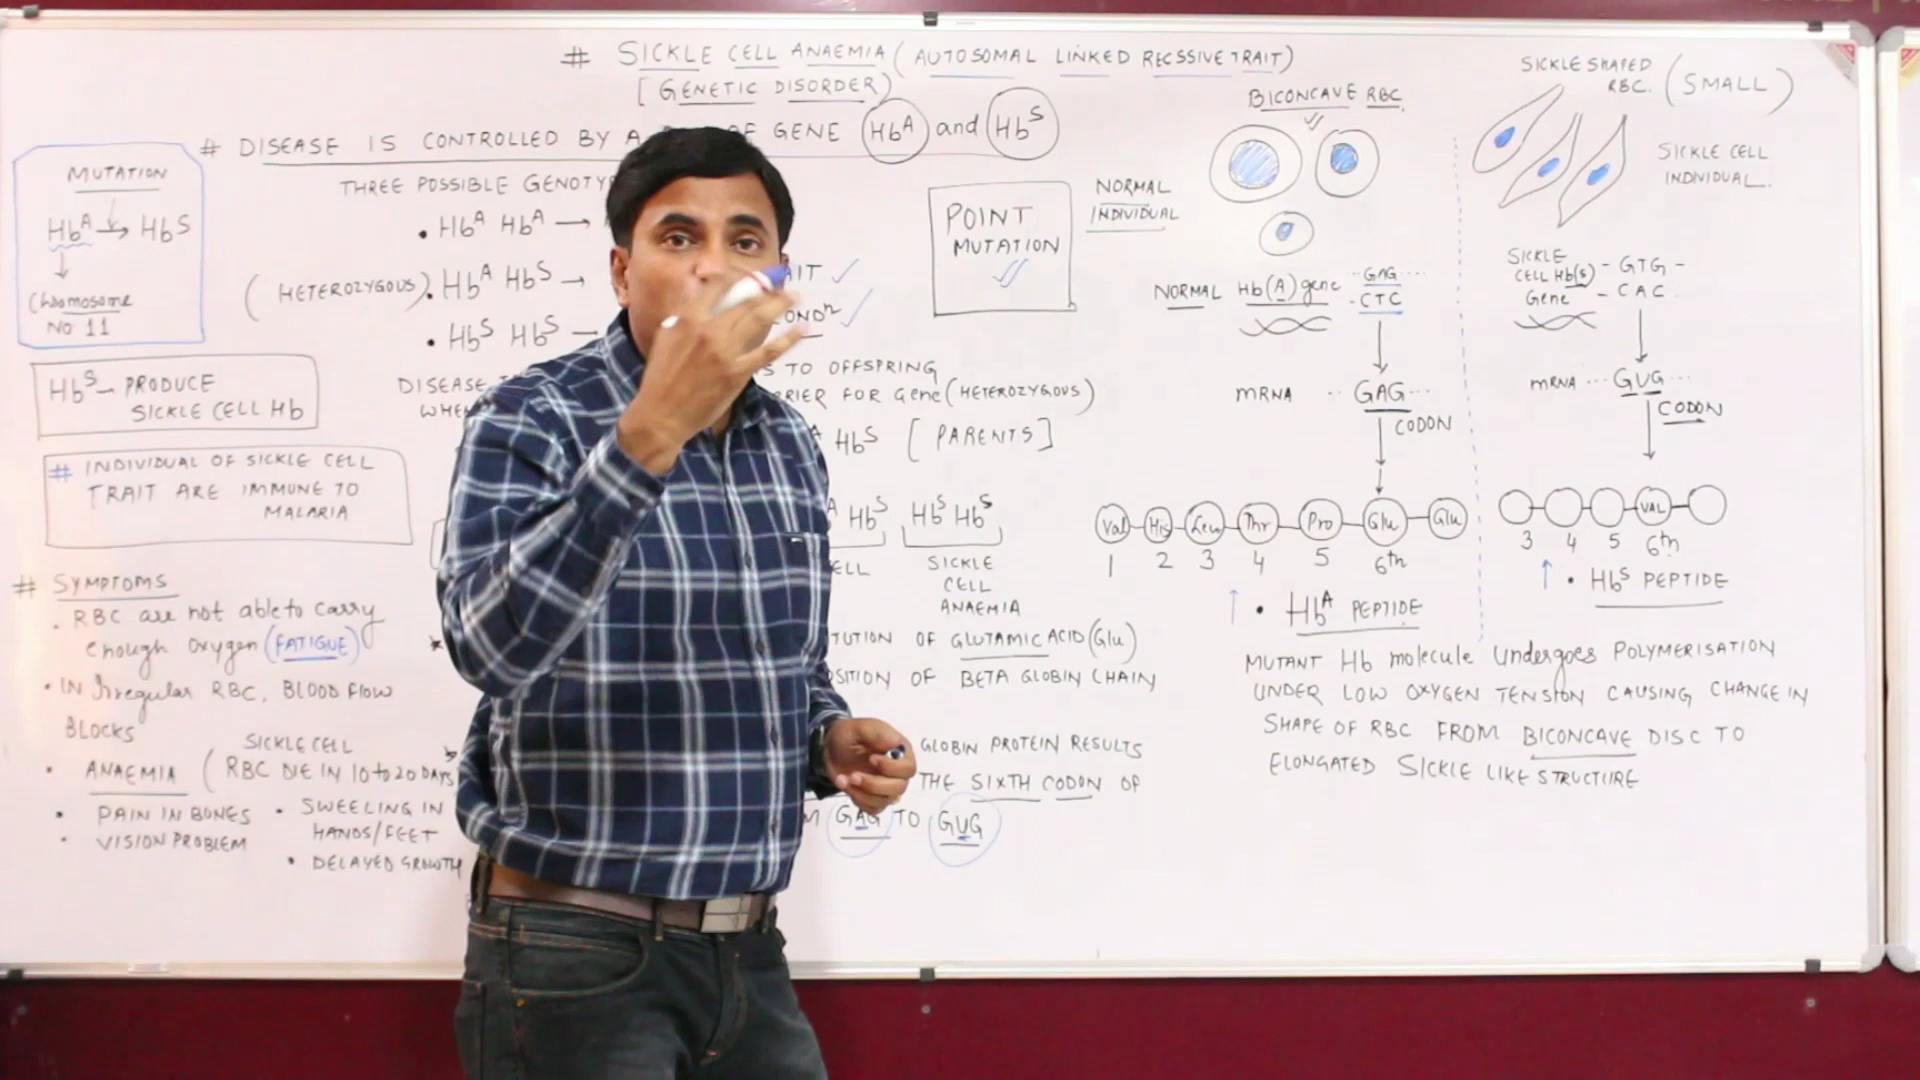 # SICKLE CELL ANAEMIA (AUTOSOMAL LINKED RECSSIVE TRAIT)
[GENETIC DISORDER)
# DISEASE IS CONTROLLED BY A OF GENE HbA and HbS
THREE POSSIBLE
• HbA HbA →
(HETEROZYGOUS). HbA HbS →
• HbS HbS →
MUTATION
HbA → HbS
↓
Chromosome
NO 11
HbS - PRODUCE
SICKLE CELL Hb
# INDIVIDUAL OF SICKLE CELL
TRAIT ARE IMMUNE TO
MALARIA
# SYMPTOMS
. RBC are not able to carry
enough oxygen (FATIGUE)
• IN Irregular RBC, BLOOD FLOW
BLOCKS
• ANAEMIA (SICKLE CELL
RBC DIE IN 10 to 20 DAYS
• PAIN IN BONES
• VISION PROBLEM
• SWEELING IN
HANDS/FEET
• DELAYED GROWTH
POINT
MUTATION
DISEASE
TO OFFSPRING
FOR Gene (HETEROZYGOUS)
HbS [PARENTS]
HbS HbS HbS
SICKLE
CELL
ANAEMIA
OF GLUTAMIC ACID (Glu)
OF BETA GLOBIN CHAIN
GLOBIN PROTEIN RESULTS
THE SIXTH CODON OF
GAG TO GUG
NORMAL
INDIVIDUAL
BICONCAVE RBC
NORMAL Hb(A) gene
...GAG...
-CTC
mRNA .. GAG...
CODON
Val His Leu Thr Pro Glu Glu
1 2 3 4 5 6th
• HbA PEPTIDE
SICKLE SHAPED
RBC. (SMALL)
SICKLE CELL
INDIVIDUAL.
SICKLE
CELL Hb(s)
Gene
- GTG -
- CAC
mRNA ... GUG...
CODON
VAL
3 4 5 6th
• HbS PEPTIDE
MUTANT Hb molecule Undergoes POLYMERISATION
UNDER LOW OXYGEN TENSION CAUSING CHANGE IN
SHAPE OF RBC FROM BICONCAVE DISC TO
ELONGATED SICKLE LIKE STRUCTURE